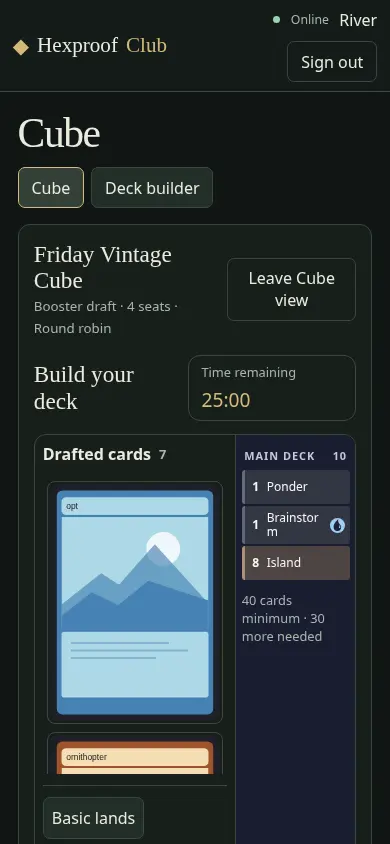 Online River
Hexproof Club
Sign out
Cube
Cube
Deck builder
Friday Vintage
Cube
Booster draft · 4 seats ·
Round robin
Leave Cube
view
Build your
deck
Time remaining
25:00
Drafted cards 7
opt
ornithopter
Basic lands
MAIN DECK 10
1 Ponder
1 Brainstor
m
8 Island
40 cards
minimum · 30
more needed